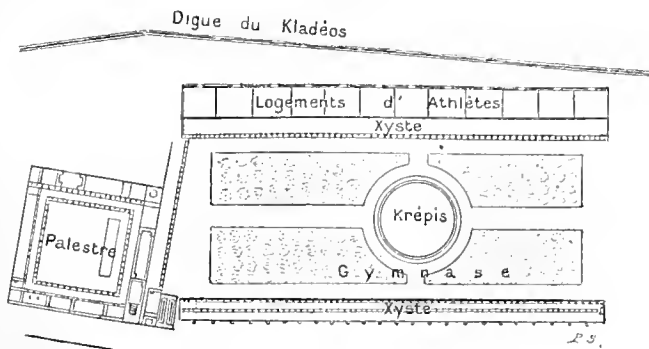 Digue du Kladéos
Logements d' Athlètes
Xyste
Krépis
Palestre
Gymnase
Xyste